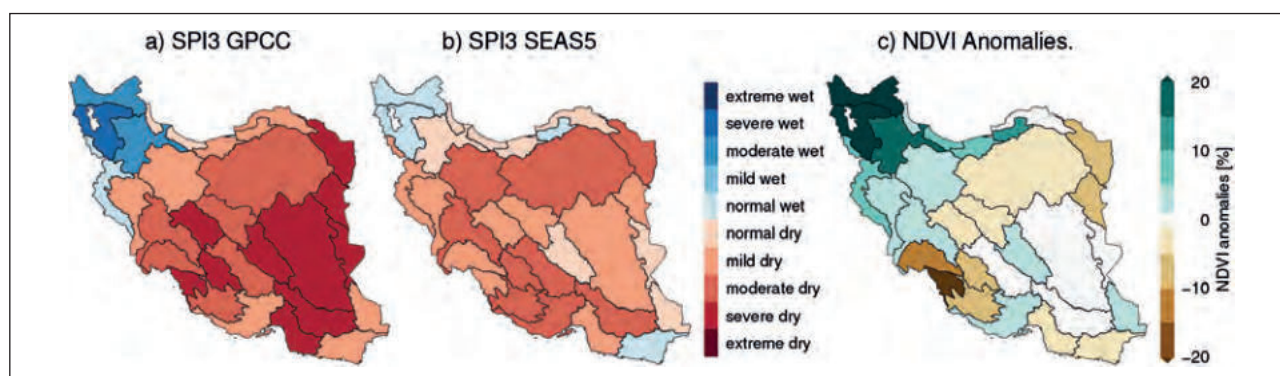 a) SPI3 GPCC
b) SPI3 SEAS5
c) NDVI Anomalies.
extreme wet
severe wet
moderate wet
mild wet
normal wet
normal dry
mild dry
moderate dry
severe dry
extreme dry
20
10
0
−10
−20
NDVI anomalies [%]